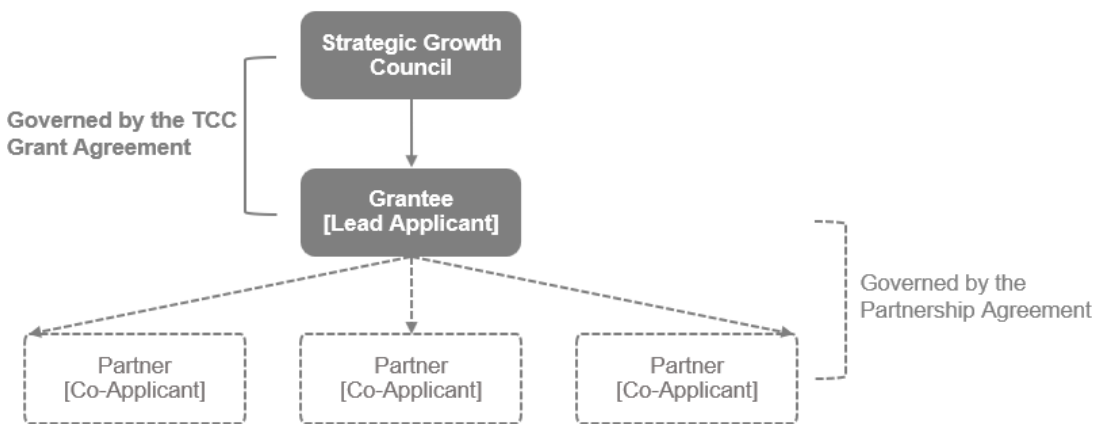 Strategic Growth
Council
Governed by the TCC
Grant Agreement
Grantee
[Lead Applicant]
Governed by the
Partnership Agreement
Partner
[Co-Applicant]
Partner
[Co-Applicant]
Partner
[Co-Applicant]